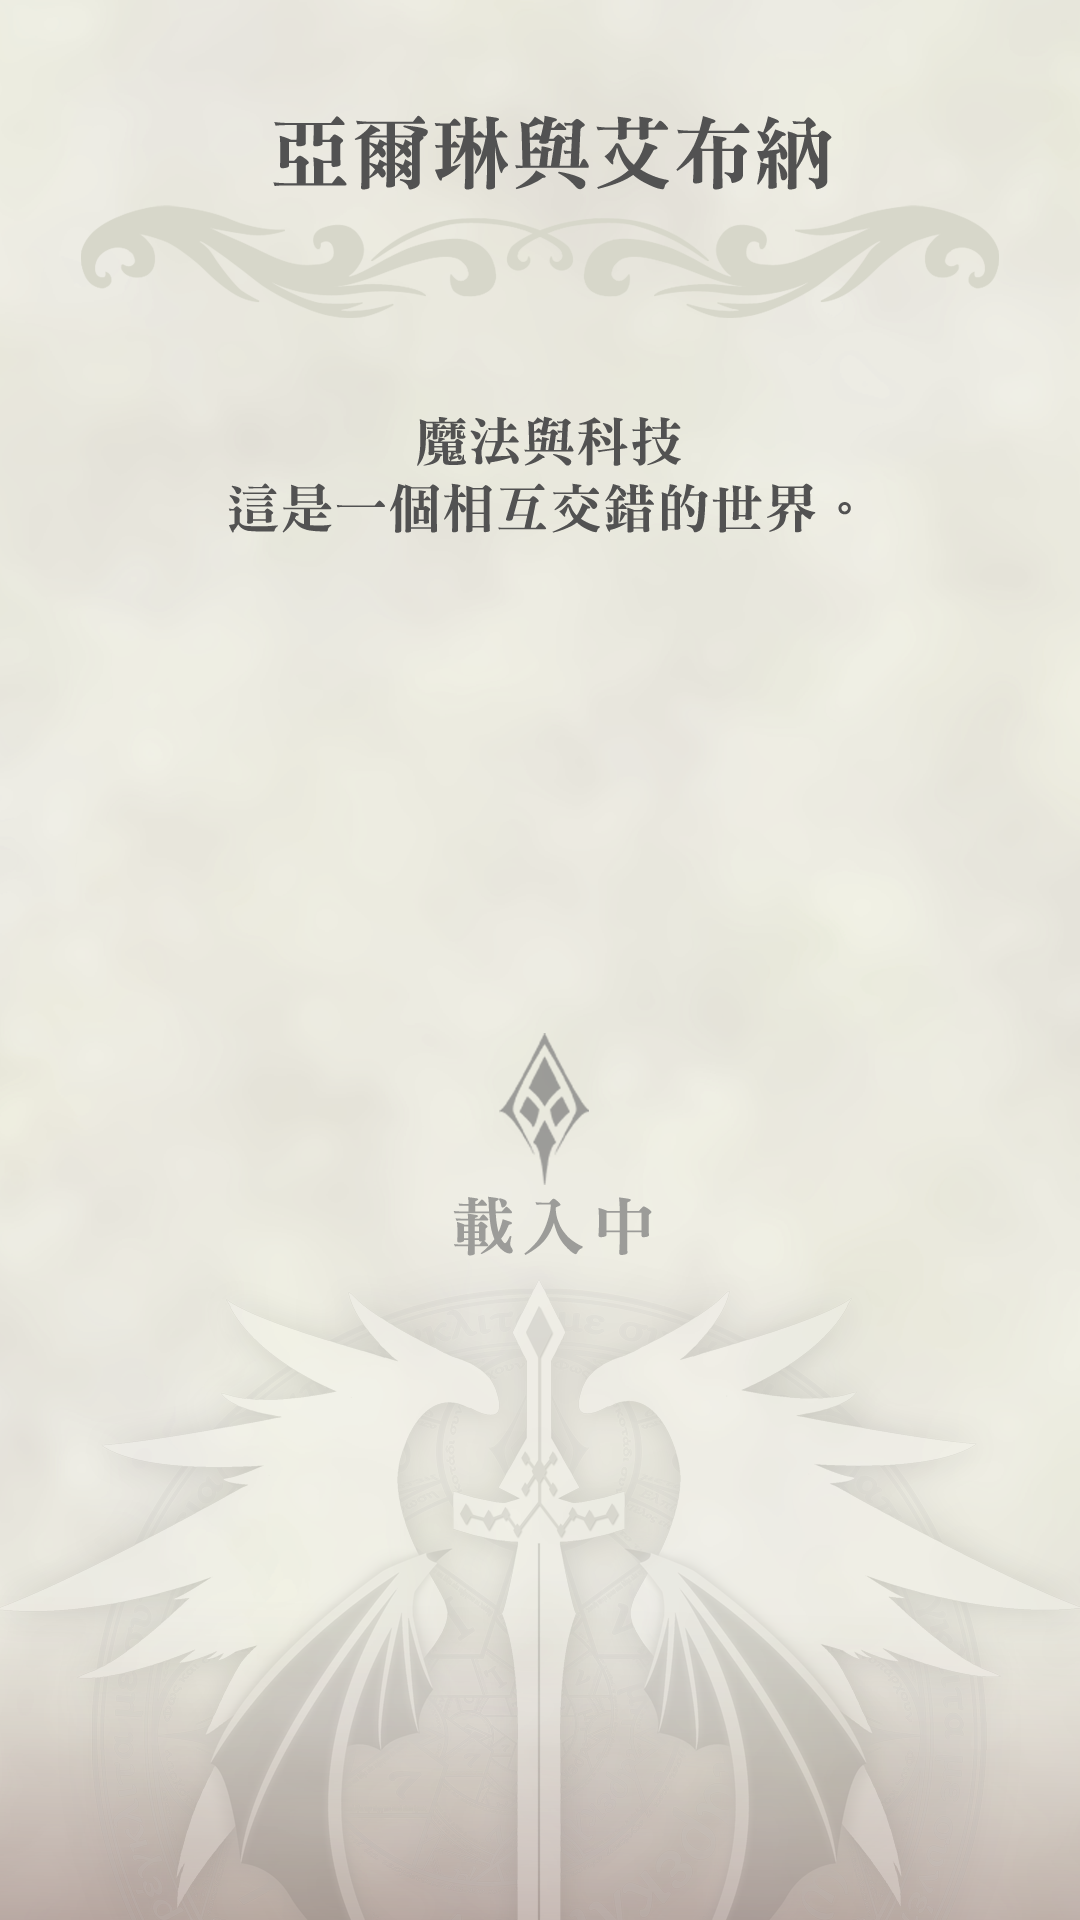 亞爾琳與艾布納
魔法與科技
這是一個相互交錯的世界。
載入中